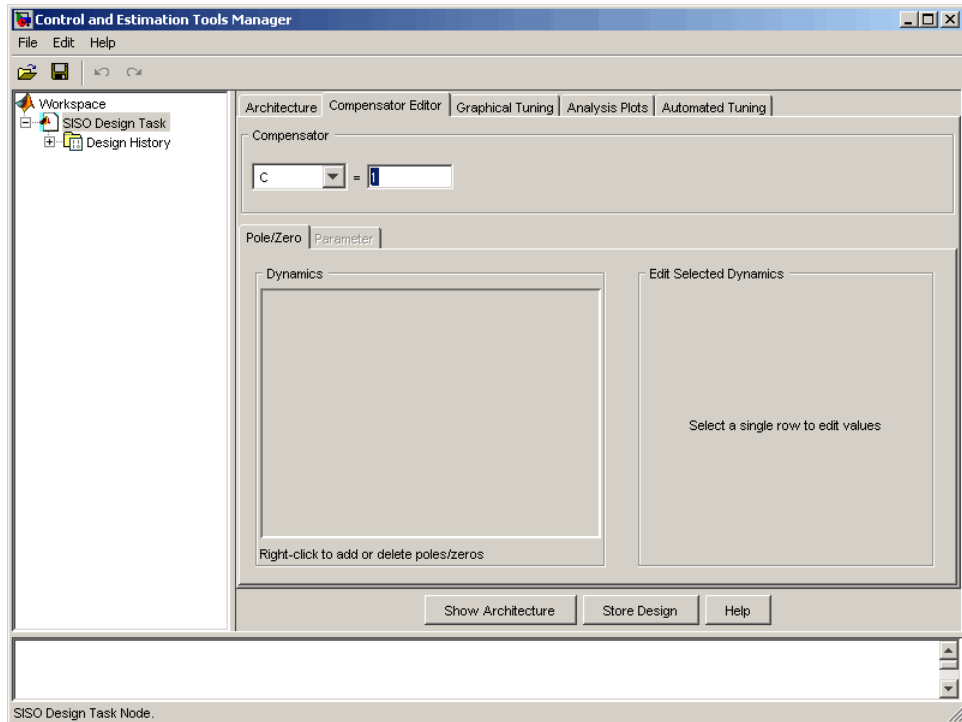 Control and Estimation Tools Manager
File Edit Help
Workspace
SISO Design Task
Design History
Architecture Compensator Editor Graphical Tuning Analysis Plots Automated Tuning
Compensator
C = 1
Pole/Zero Parameter
Dynamics
Edit Selected Dynamics
Select a single row to edit values
Right-click to add or delete poles/zeros
Show Architecture Store Design Help
SISO Design Task Node.